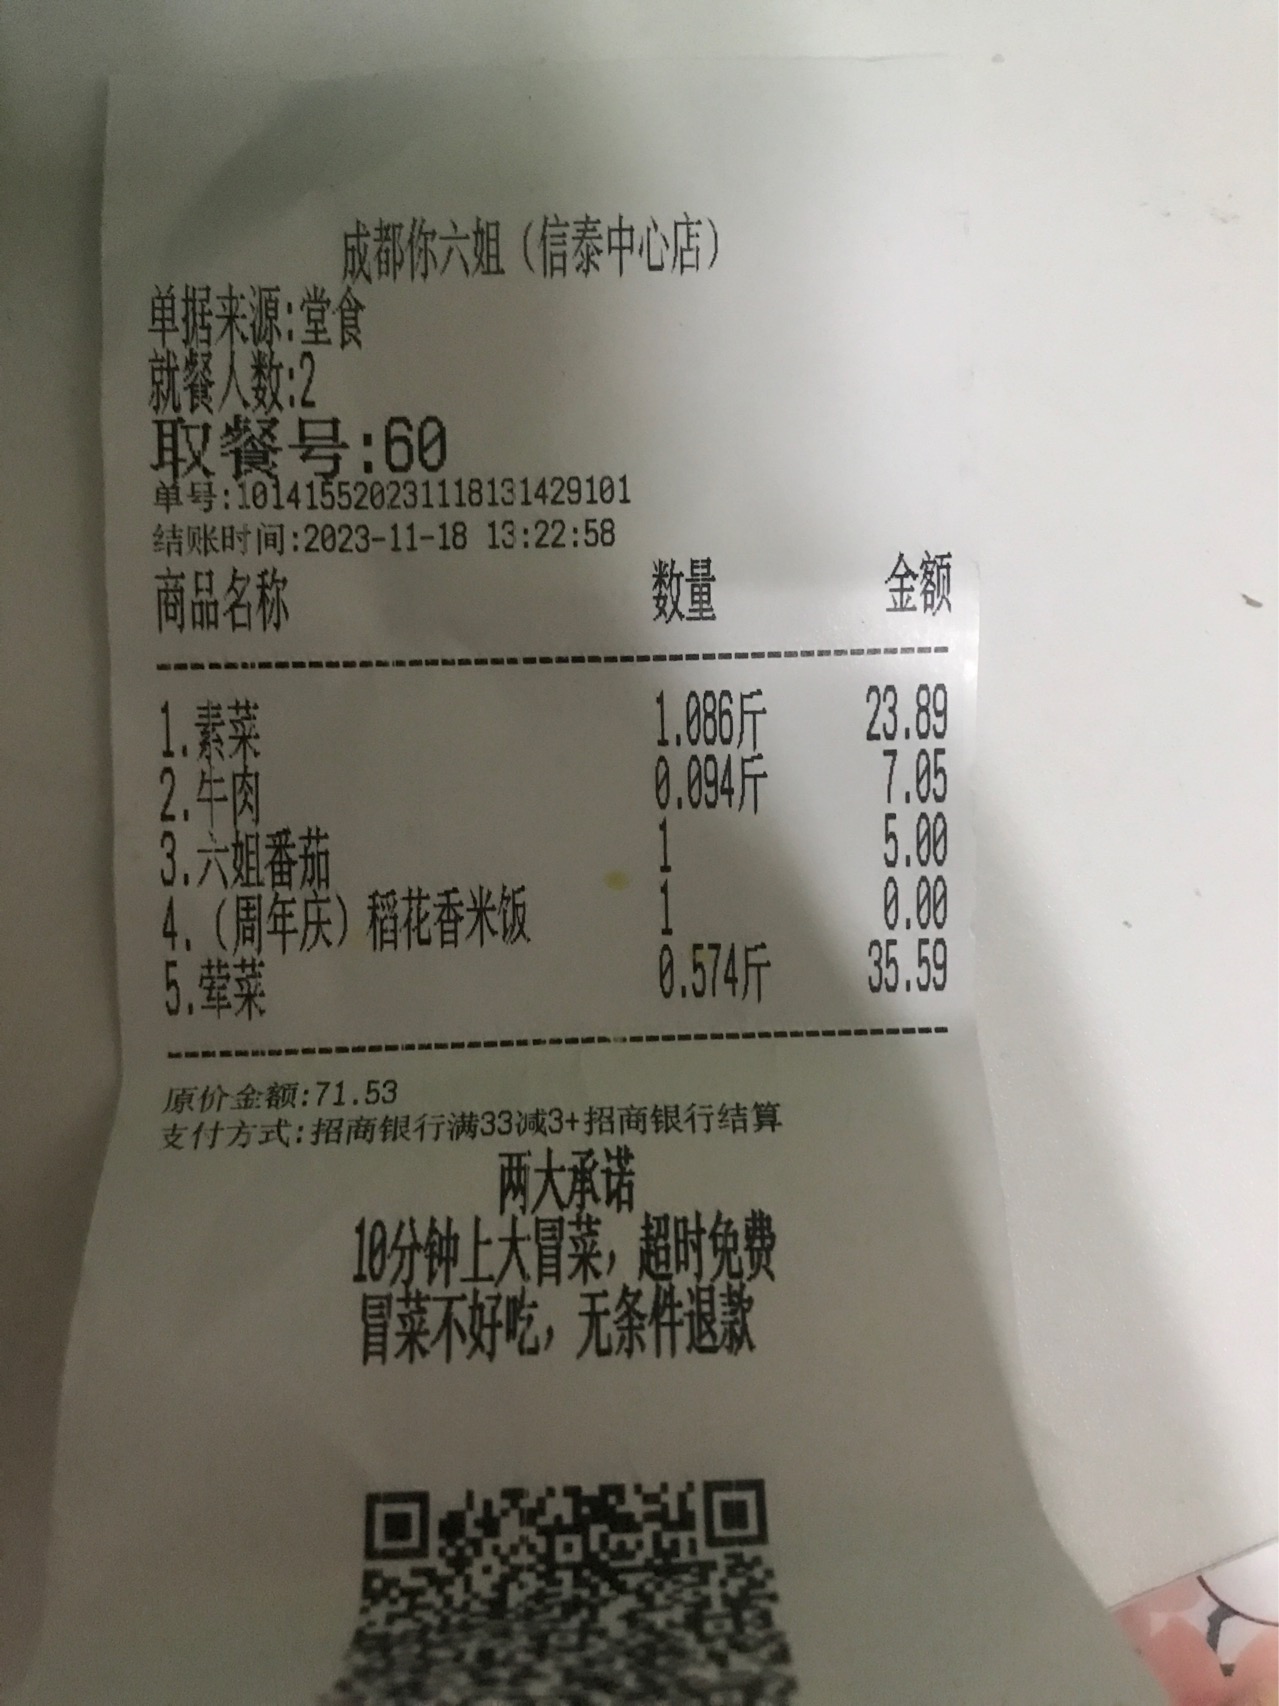 成都你六姐（信泰中心店）
单据来源:堂食
就餐人数:2
取餐号:60
单号:101415520231118131429101
结账时间:2023-11-18 13:22:58
商品名称 数量 金额
1.素菜 1.086斤 23.89
2.牛肉 0.094斤 7.05
3.六姐番茄 1 5.00
4.（周年庆）稻花香米饭 1 0.00
5.荤菜 0.574斤 35.59
原价金额:71.53
支付方式:招商银行满33减3+招商银行结算
两大承诺
10分钟上大冒菜，超时免费
冒菜不好吃，无条件退款